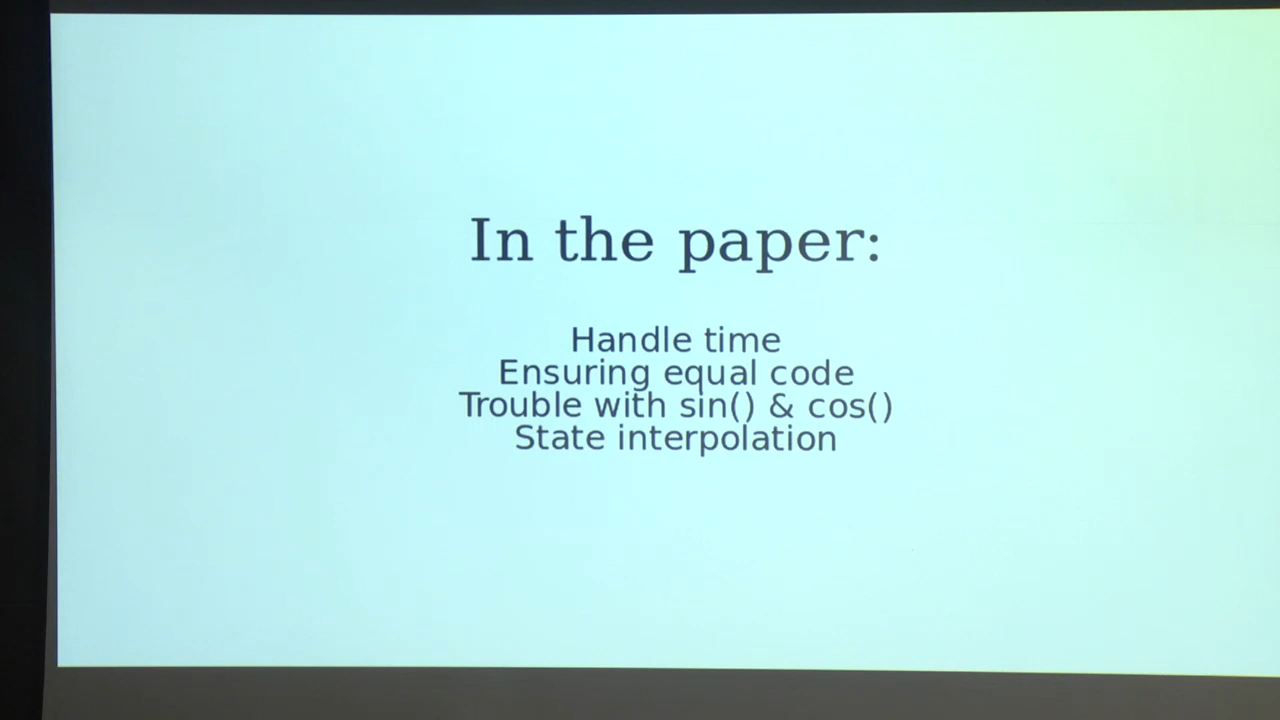 In the paper:
Handle time
Ensuring equal code
Trouble with sin() & cos()
State interpolation